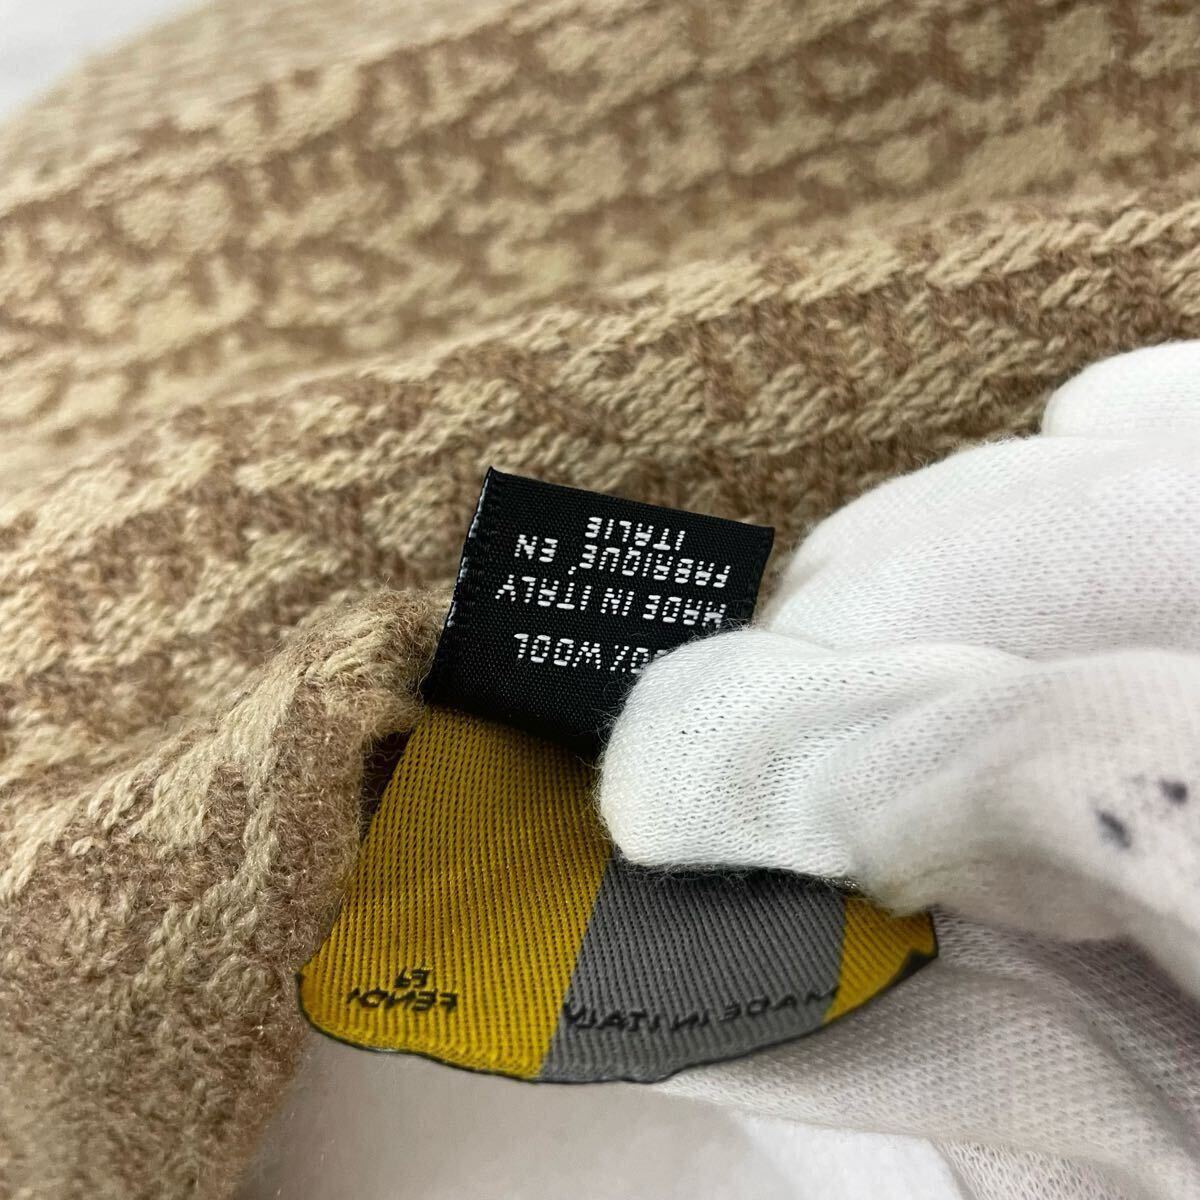 % WOOL
MADE IN ITALY
FABRIQUE' EN
ITALIE
MADE IN ITALY
FENDI